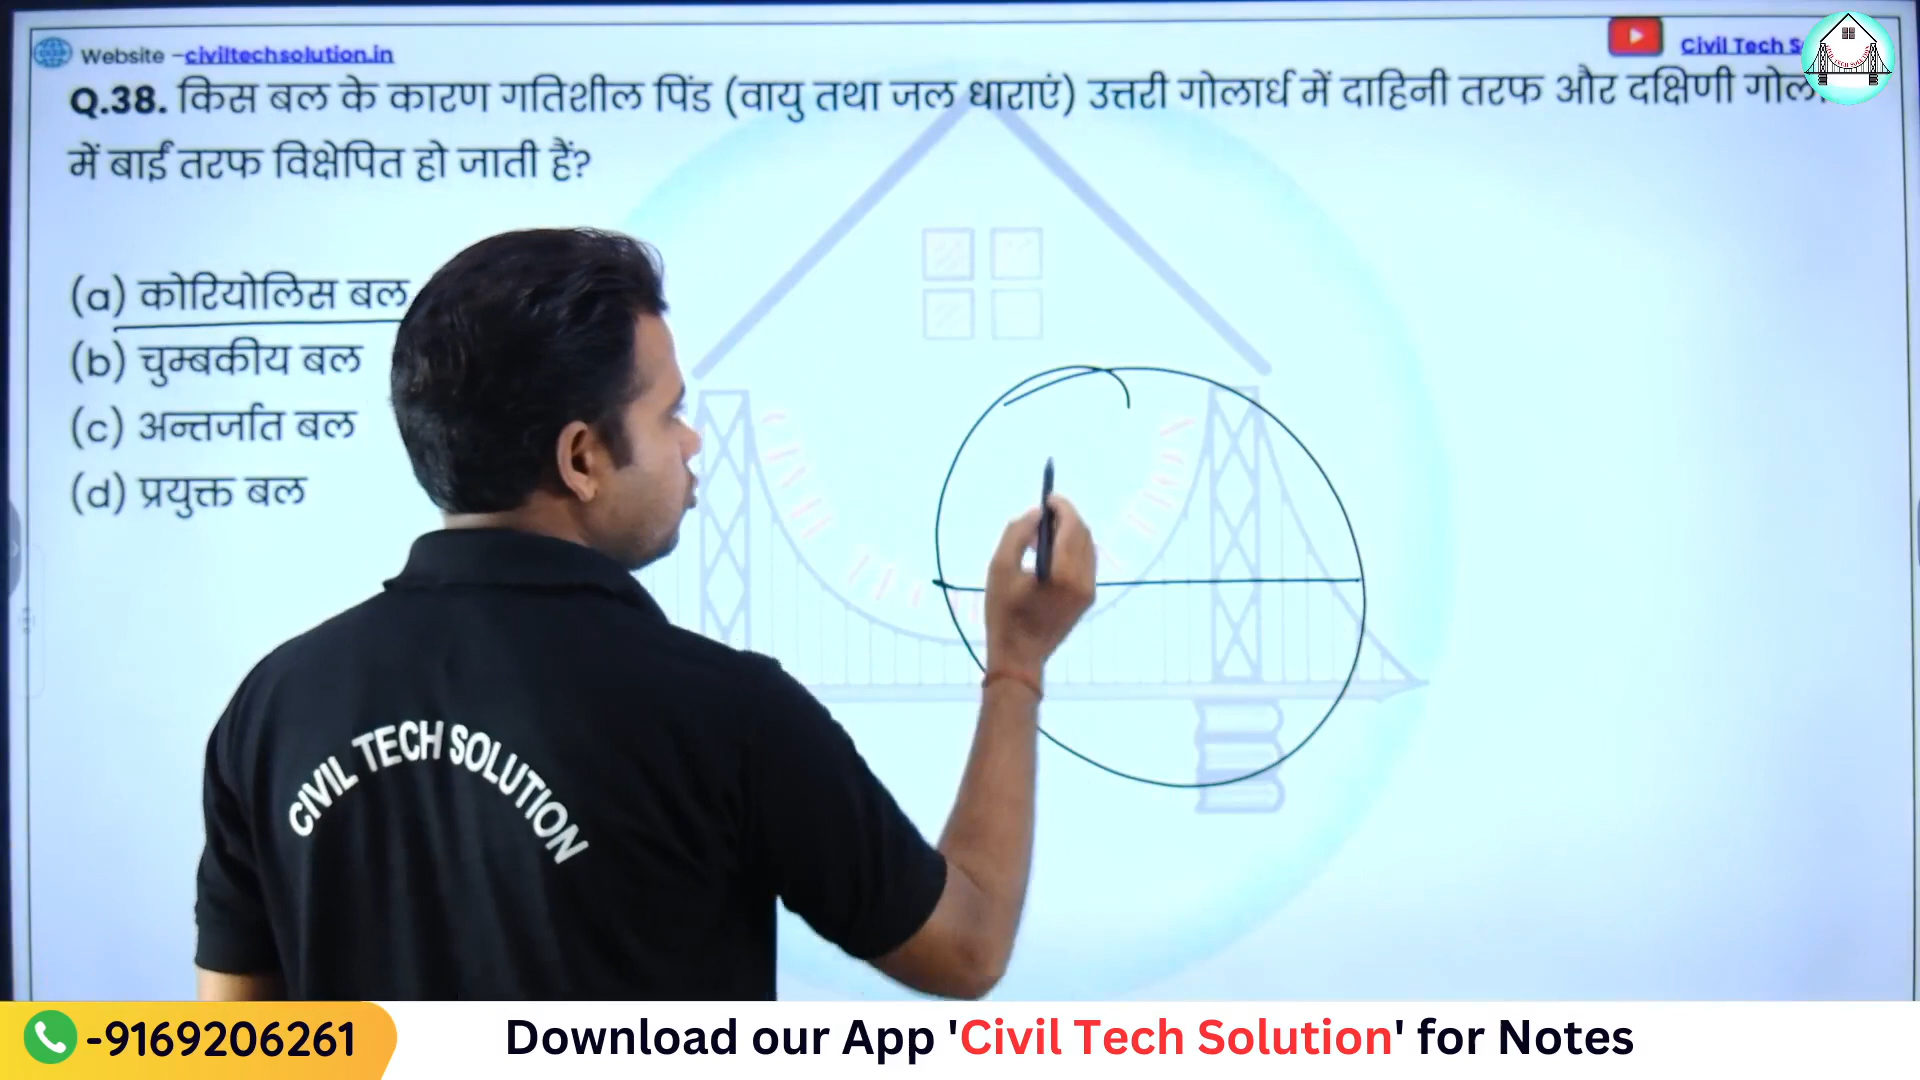 Website -civiltechsolution.in
Civil Tech S
Q.38. किस बल के कारण गतिशील पिंड (वायु तथा जल धाराएं) उत्तरी गोलार्ध में दाहिनी तरफ और दक्षिणी गोल
में बाईं तरफ विक्षेपित हो जाती हैं?
(a) कोरियोलिस बल
(b) चुम्बकीय बल
(c) अन्तर्जात बल
(d) प्रयुक्त बल
CIVIL TECH SOLUTION
-9169206261
Download our App 'Civil Tech Solution' for Notes